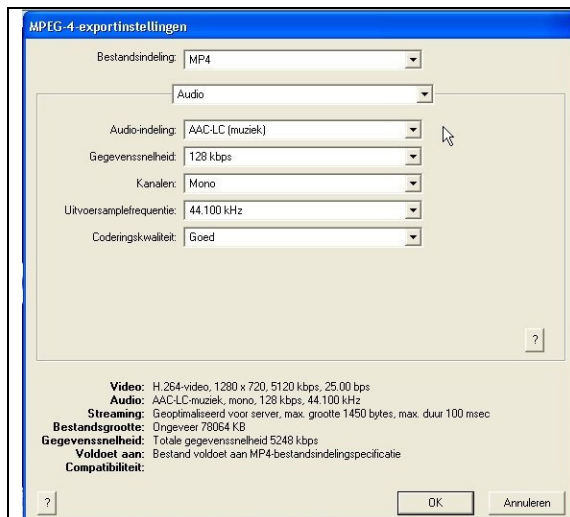 MPEG-4-exportinstellingen
Bestandsindeling: MP4
Audio
Audio-indeling: AAC-LC (muziek)
Gegevenssnelheid: 128 kbps
Kanalen: Mono
Uitvoersamplefrequentie: 44.100 kHz
Coderingskwaliteit: Goed
?
Video: H.264-video, 1280 x 720, 5120 kbps, 25.00 bps
Audio: AAC-LC-muziek, mono, 128 kbps, 44.100 kHz
Streaming: Geoptimaliseerd voor server, max. grootte 1450 bytes, max. duur 100 msec
Bestandsgrootte: Ongeveer 78064 KB
Gegevenssnelheid: Totale gegevenssnelheid 5248 kbps
Voldoet aan: Bestand voldoet aan MP4-bestandsindelingspecificatie
Compatibiliteit:
? OK Annuleren